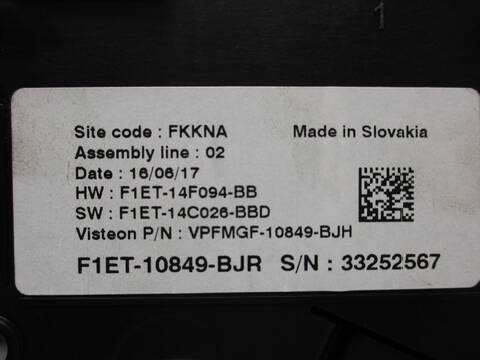 1
Site code : FKKNA Made in Slovakia
Assembly line : 02
Date : 16/06/17
HW : F1ET-14F094-BB
SW : F1ET-14C026-BBD
Visteon P/N : VPFMGF-10849-BJH
F1ET-10849-BJR S/N : 33252567